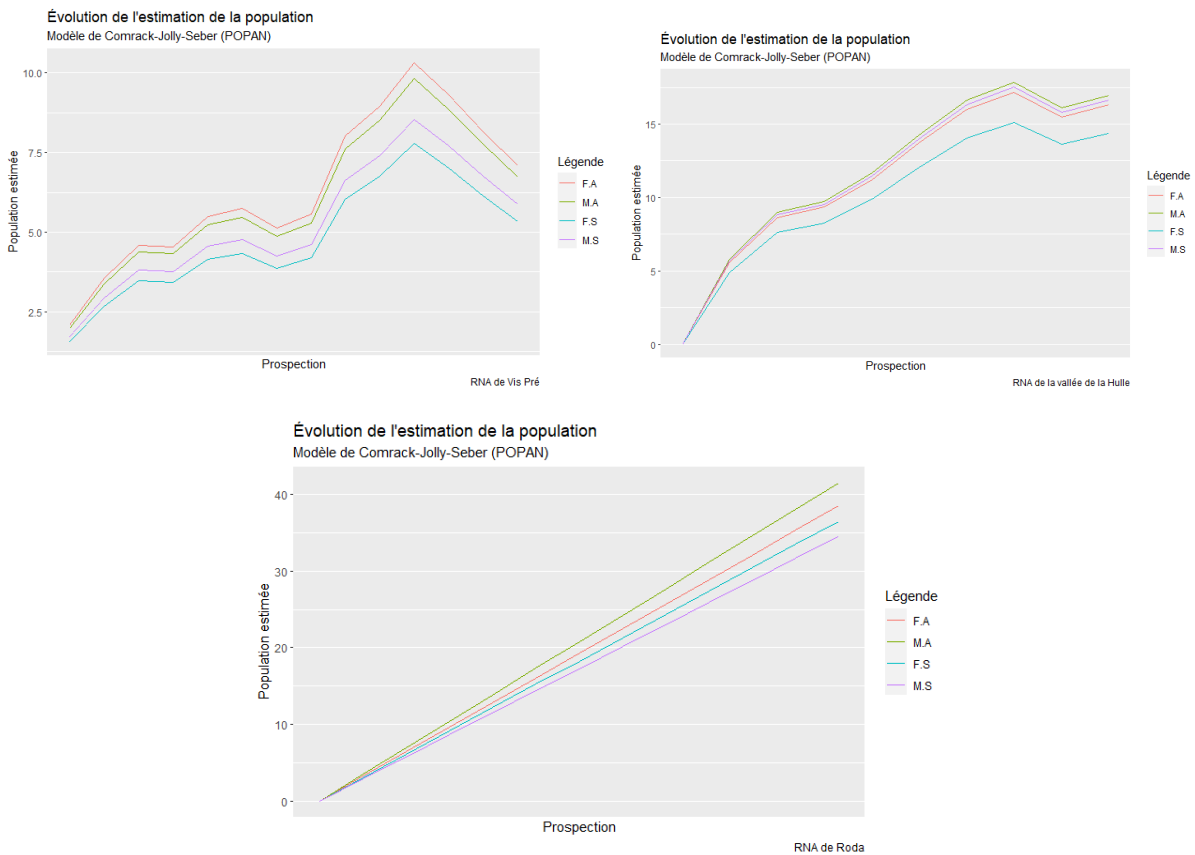 Évolution de l'estimation de la population
Modèle de Comrack-Jolly-Seber (POPAN)
Population estimée
10.0
7.5
5.0
2.5
Prospection
RNA de Vis Pré
Légende
F.A
M.A
F.S
M.S
Évolution de l'estimation de la population
Modèle de Comrack-Jolly-Seber (POPAN)
Population estimée
15
10
5
0
Prospection
RNA de la vallée de la Hulle
Légende
F.A
M.A
F.S
M.S
Évolution de l'estimation de la population
Modèle de Comrack-Jolly-Seber (POPAN)
Population estimée
40
30
20
10
0
Prospection
RNA de Roda
Légende
F.A
M.A
F.S
M.S